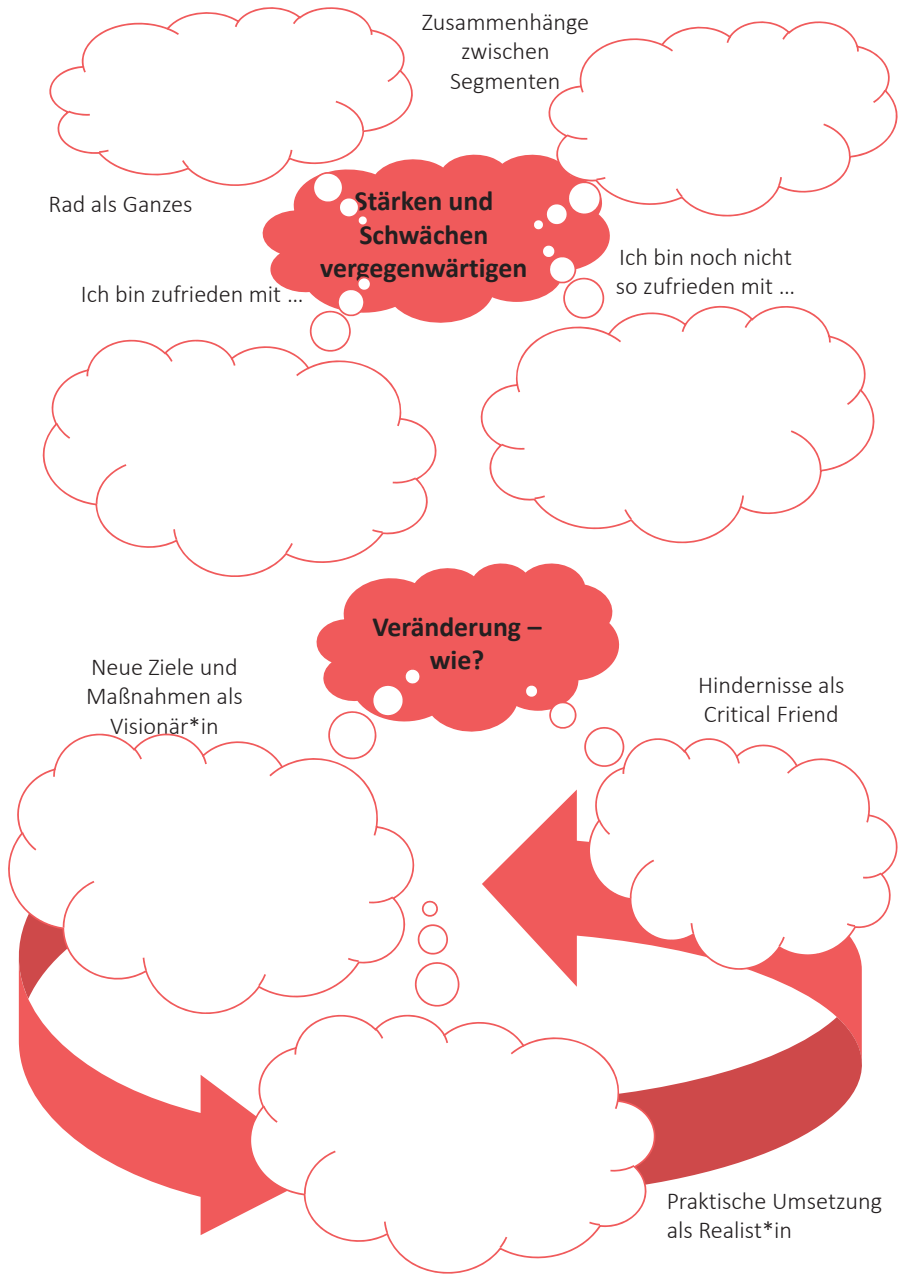 Zusammenhänge
zwischen
Segmenten
Rad als Ganzes
Stärken und
Schwächen
vergegenwärtigen
Ich bin zufrieden mit ...
Ich bin noch nicht
so zufrieden mit ...
Veränderung –
wie?
Neue Ziele und
Maßnahmen als
Visionär*in
Hindernisse als
Critical Friend
Praktische Umsetzung
als Realist*in